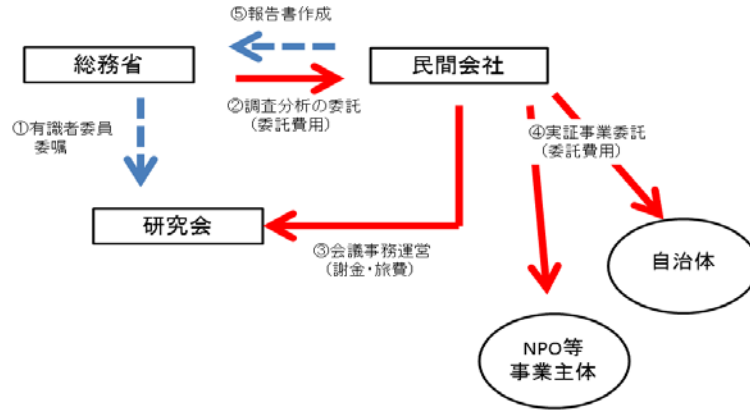 ⑤報告書作成
総務省
民間会社
②調査分析の委託
（委託費用）
①有識者委員
委嘱
④実証事業委託
（委託費用）
研究会
③会議事務運営
（謝金・旅費）
自治体
NPO等
事業主体